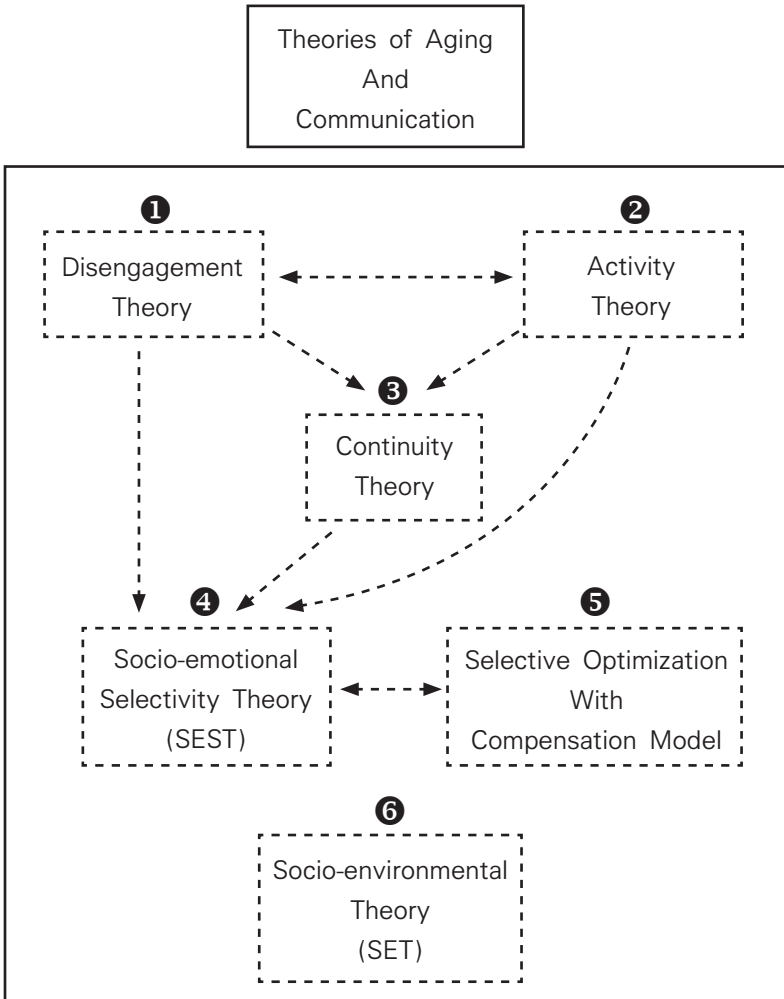 Theories of Aging
And
Communication
❶
Disengagement
Theory
❷
Activity
Theory
❸
Continuity
Theory
❹
Socio-emotional
Selectivity Theory
(SEST)
❺
Selective Optimization
With
Compensation Model
❻
Socio-environmental
Theory
(SET)